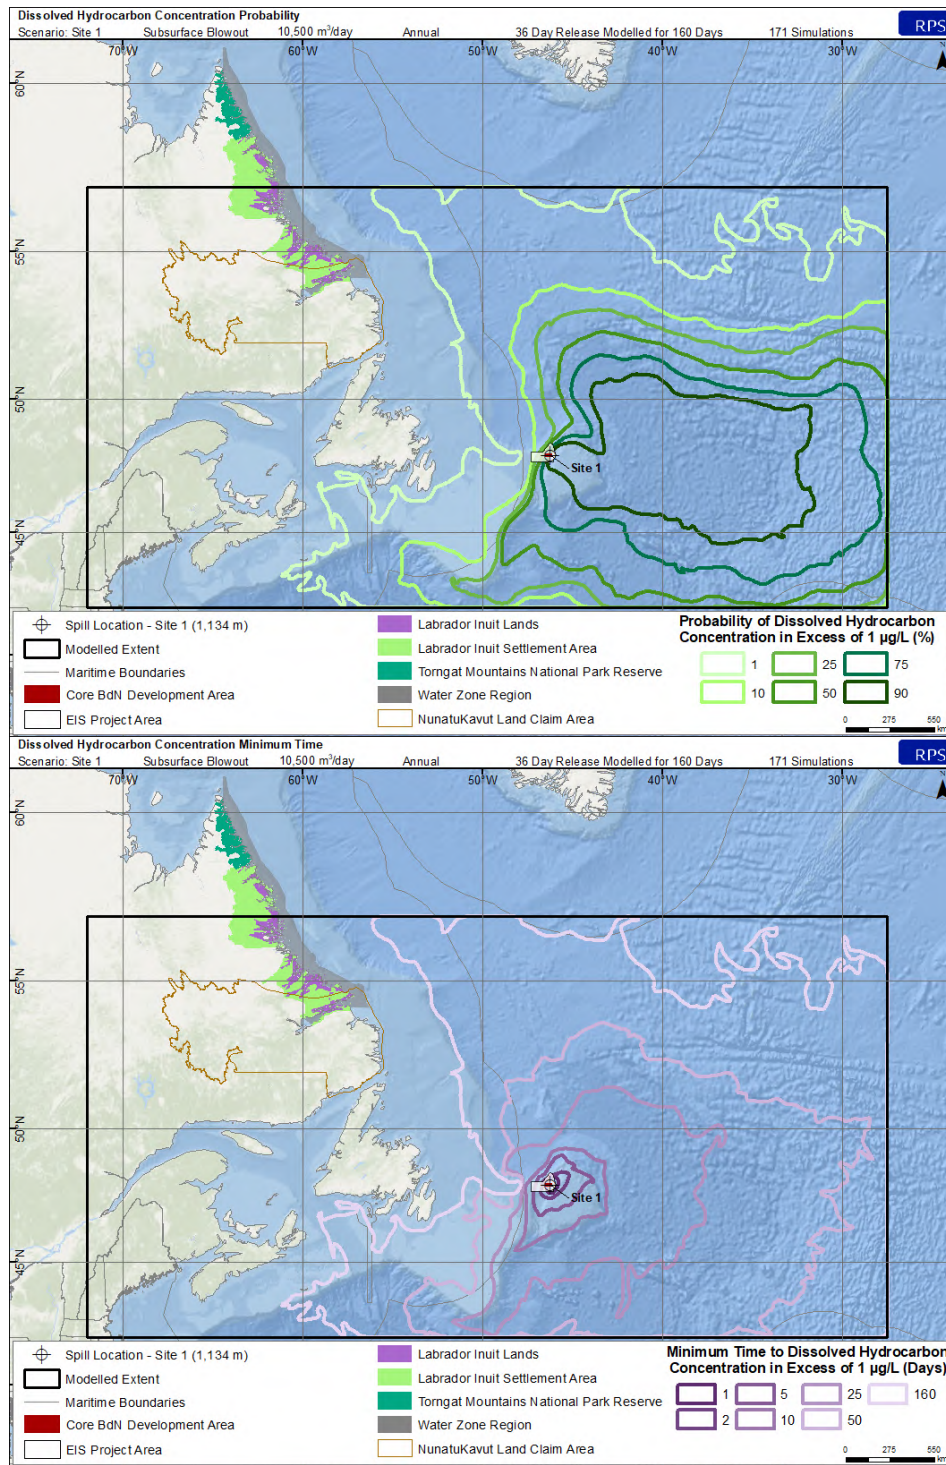 Dissolved Hydrocarbon Concentration Probability
Scenario: Site 1 Subsurface Blowout 10,500 m³/day Annual 36 Day Release Modelled for 160 Days 171 Simulations
RPS
70°W 60°W 50°W 40°W 30°W
N
60°N
55°N
50°N
45°N
Site 1
Spill Location - Site 1 (1,134 m)
Modelled Extent
Maritime Boundaries
Core BdN Development Area
EIS Project Area
Labrador Inuit Lands
Labrador Inuit Settlement Area
Torngat Mountains National Park Reserve
Water Zone Region
NunatuKavut Land Claim Area
Probability of Dissolved Hydrocarbon
Concentration in Excess of 1 µg/L (%)
1 25 75
10 50 90
0 275 550
km
Dissolved Hydrocarbon Concentration Minimum Time
Scenario: Site 1 Subsurface Blowout 10,500 m³/day Annual 36 Day Release Modelled for 160 Days 171 Simulations
RPS
70°W 60°W 50°W 40°W 30°W
N
60°N
55°N
50°N
45°N
Site 1
Spill Location - Site 1 (1,134 m)
Modelled Extent
Maritime Boundaries
Core BdN Development Area
EIS Project Area
Labrador Inuit Lands
Labrador Inuit Settlement Area
Torngat Mountains National Park Reserve
Water Zone Region
NunatuKavut Land Claim Area
Minimum Time to Dissolved Hydrocarbon
Concentration in Excess of 1 µg/L (Days)
1 5 25 160
2 10 50
0 275 550
km